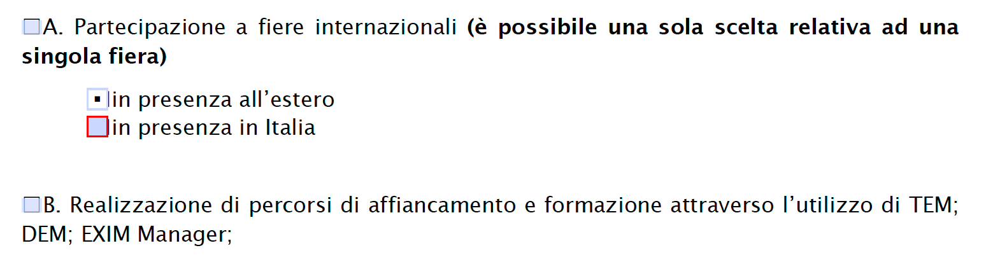 A. Partecipazione a fiere internazionali (è possibile una sola scelta relativa ad una
singola fiera)
in presenza all’estero
in presenza in Italia
B. Realizzazione di percorsi di affiancamento e formazione attraverso l’utilizzo di TEM;
DEM; EXIM Manager;